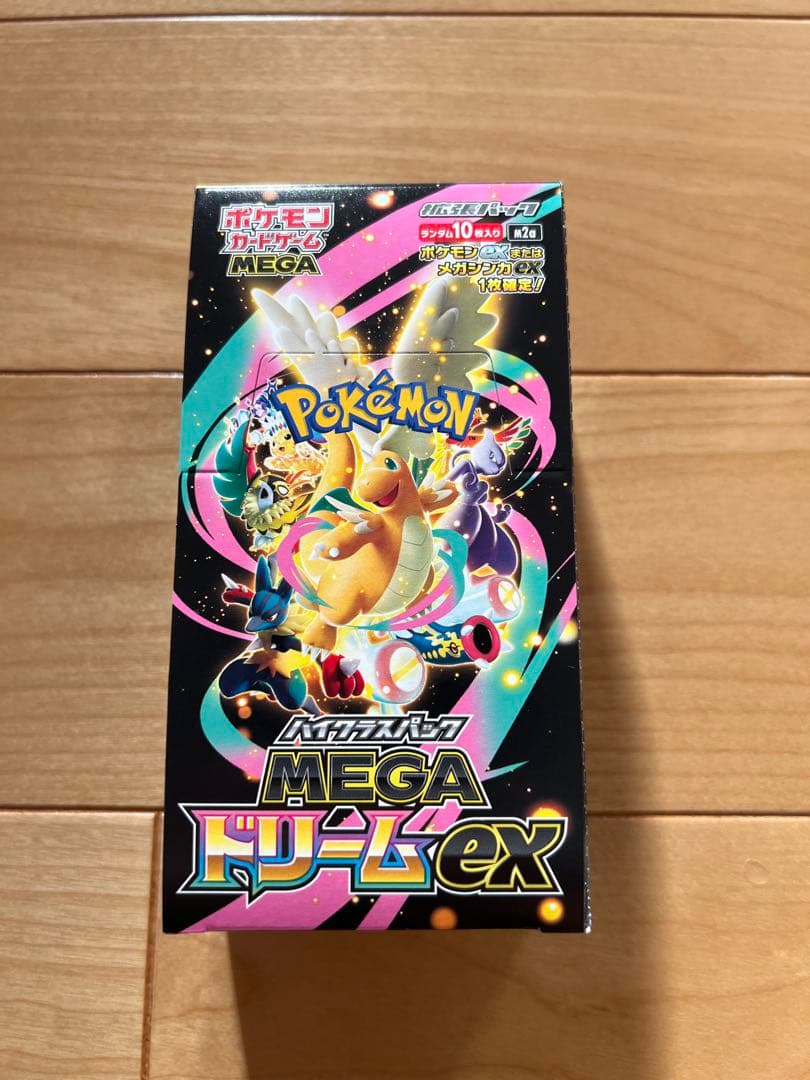 ポケモン
カードゲーム
MEGA
拡張パック
ランダム10枚入り m2a
ポケモンexまたは
メガシンカex
1枚確定!
POKÉMON
TM
ハイクラスパック
MEGA
ドリームex